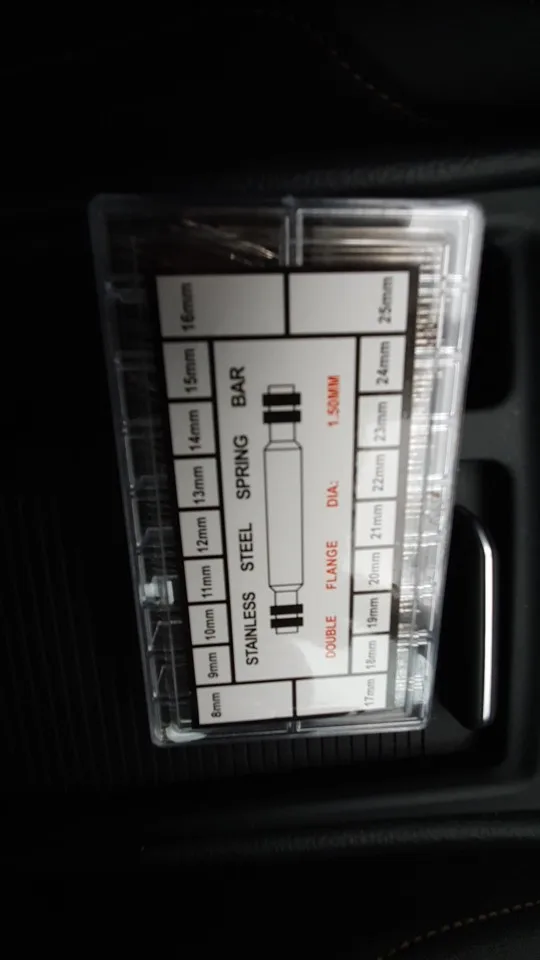 8mm 9mm 10mm 11mm 12mm 13mm 14mm 15mm 16mm
STAINLESS STEEL SPRING BAR
DOUBLE FLANGE DIA: 1.50MM
17mm 18mm 19mm 20mm 21mm 22mm 23mm 24mm 25mm